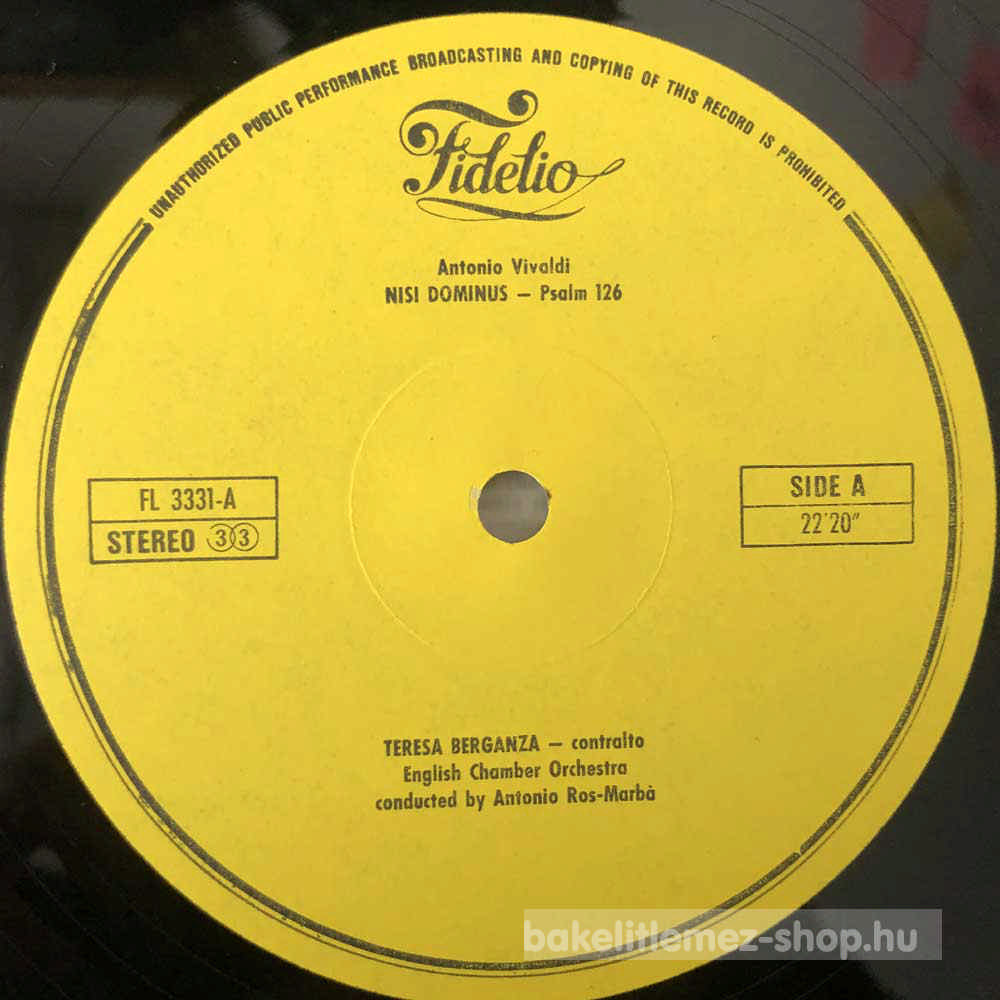 UNAUTHORIZED PUBLIC PERFORMANCE BROADCASTING AND COPYING OF THIS RECORD IS PROHIBITED
Fidelio
Antonio Vivaldi
NISI DOMINUS – Psalm 126
FL 3331-A
STEREO 33
SIDE A
22'20"
TERESA BERGANZA – contralto
English Chamber Orchestra
conducted by Antonio Ros-Marbà
bakelitlemez-shop.hu